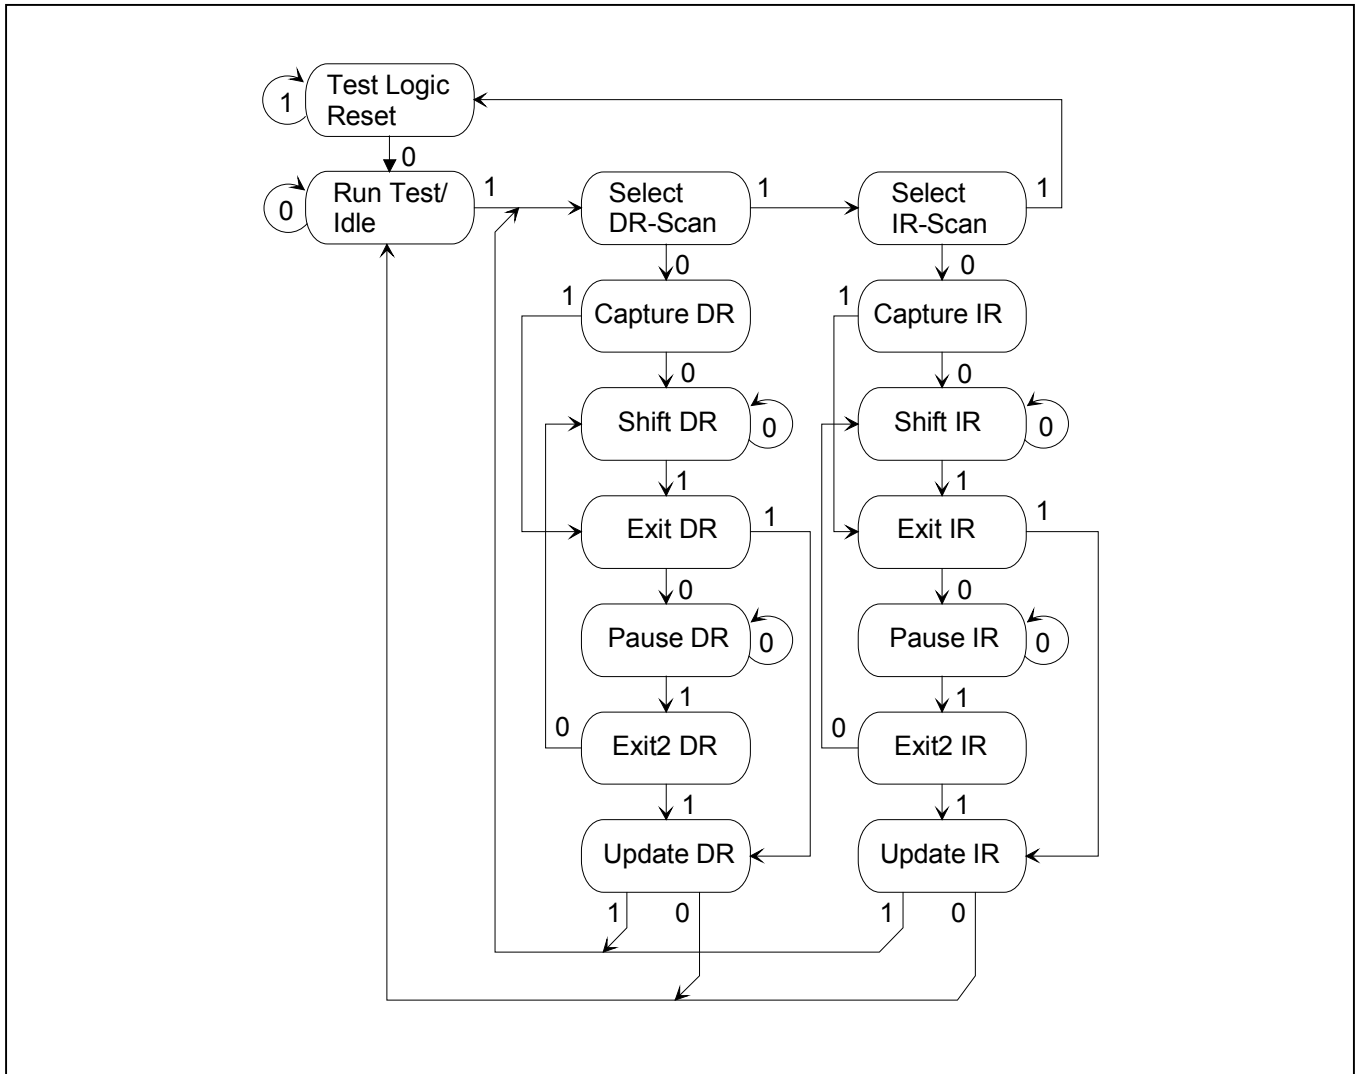 Test Logic
Reset
1
0
Run Test/
Idle
0
1
Select
DR-Scan
1
Select
IR-Scan
1
0
0
1
Capture DR
1
Capture IR
0
0
Shift DR
0
Shift IR
0
1
1
Exit DR
1
Exit IR
1
0
0
Pause DR
0
Pause IR
0
1
1
0
Exit2 DR
0
Exit2 IR
1
1
Update DR
Update IR
1
0
1
0